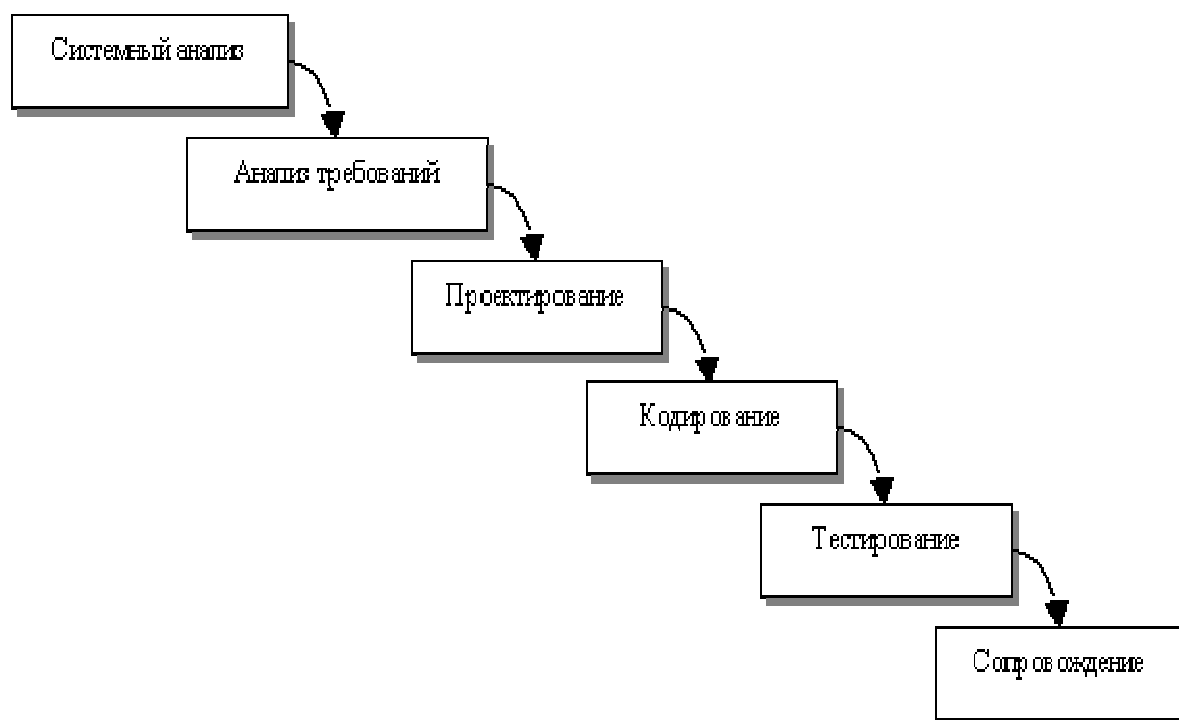 Системный анализ
Анализ требований
Проектирование
Кодирование
Тестирование
Сопровождение